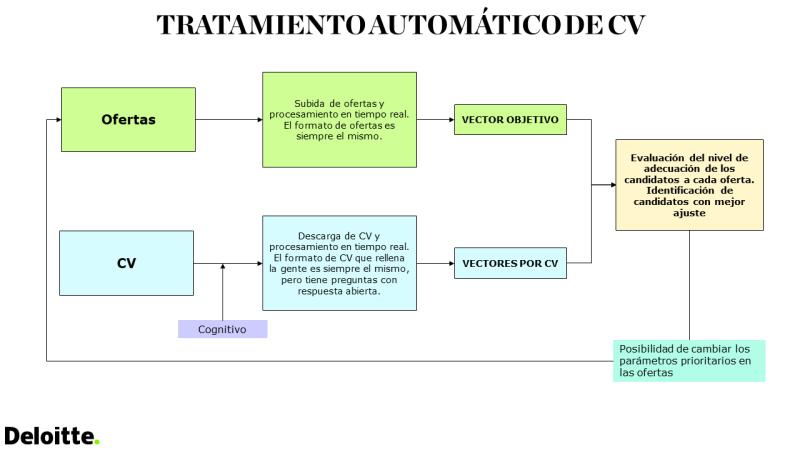 TRATAMIENTO AUTOMÁTICO DE CV
Ofertas
Subida de ofertas y
procesamiento en tiempo real.
El formato de ofertas es
siempre el mismo.
VECTOR OBJETIVO
Evaluación del nivel de
adecuación de los
candidatos a cada oferta.
Identificación de
candidatos con mejor
ajuste
CV
Descarga de CV y
procesamiento en tiempo real.
El formato de CV que rellena
la gente es siempre el mismo,
pero tiene preguntas con
respuesta abierta.
VECTORES POR CV
Cognitivo
Posibilidad de cambiar los
parámetros prioritarios en
las ofertas
Deloitte.